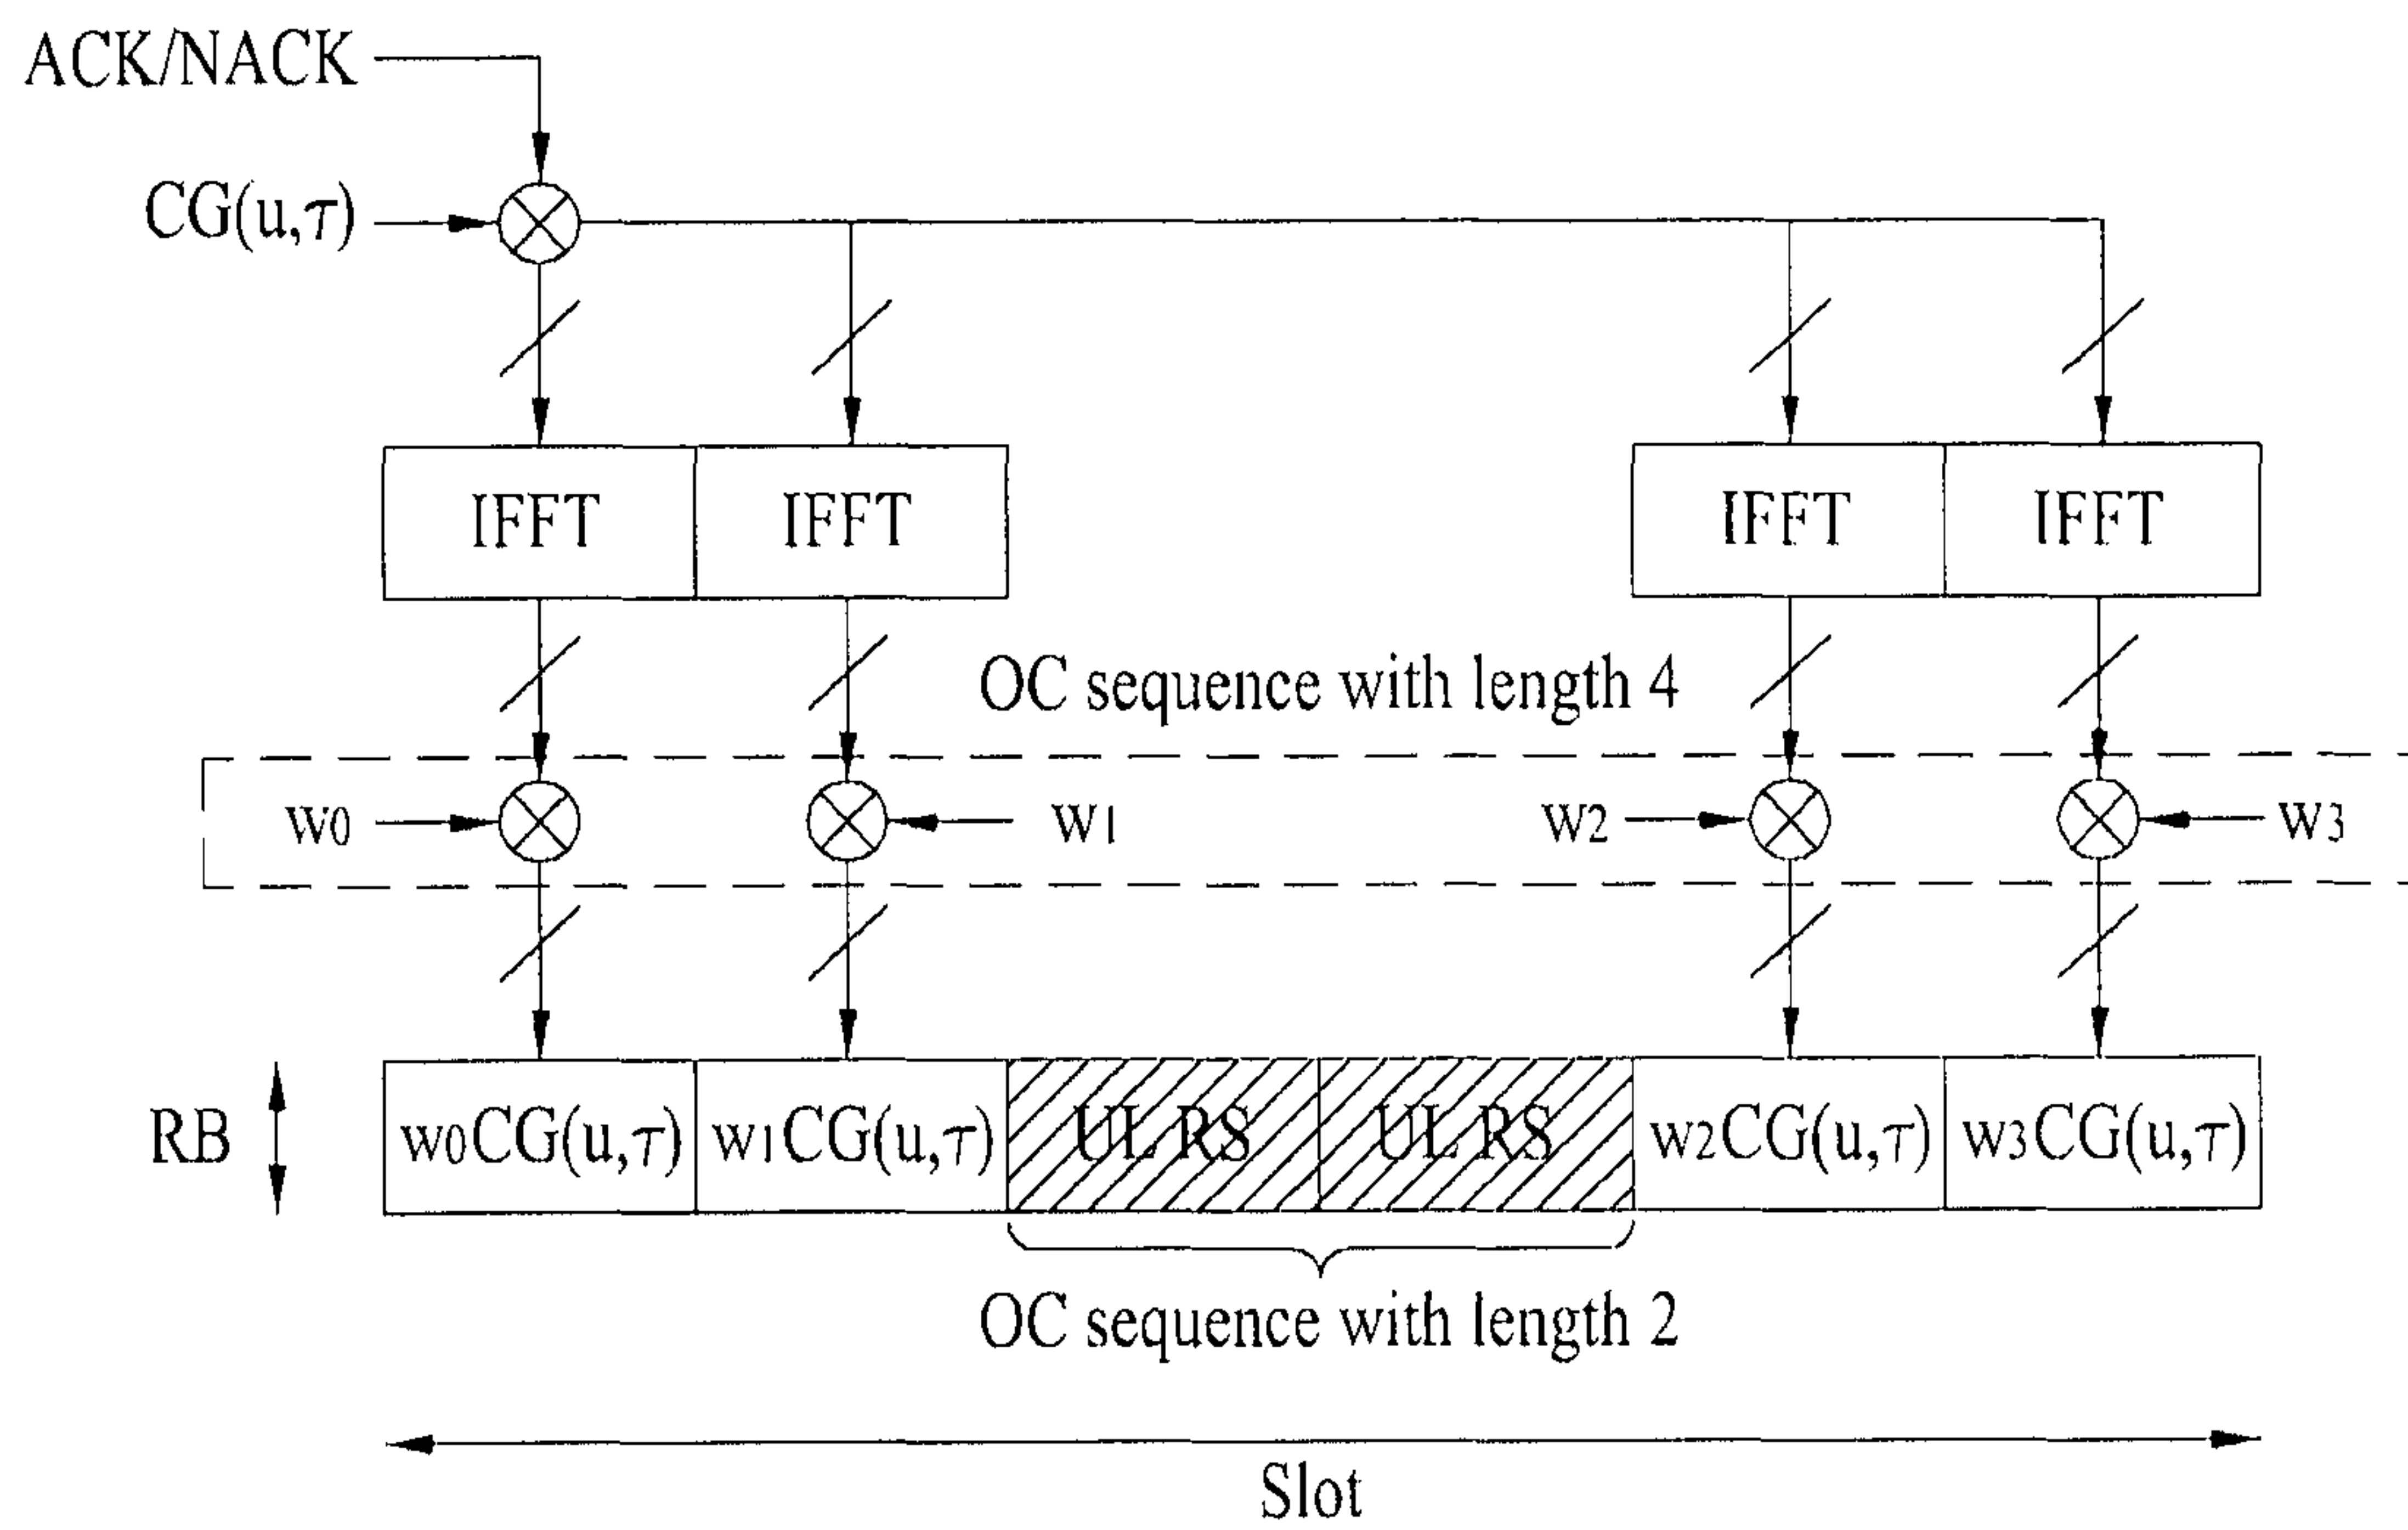 ACK/NACK
CG(u,τ)
IFFT IFFT IFFT IFFT
OC sequence with length 4
w0 w1 w2 w3
RB w0CG(u,τ) w1CG(u,τ) UL RS UL RS w2CG(u,τ) w3CG(u,τ)
OC sequence with length 2
Slot